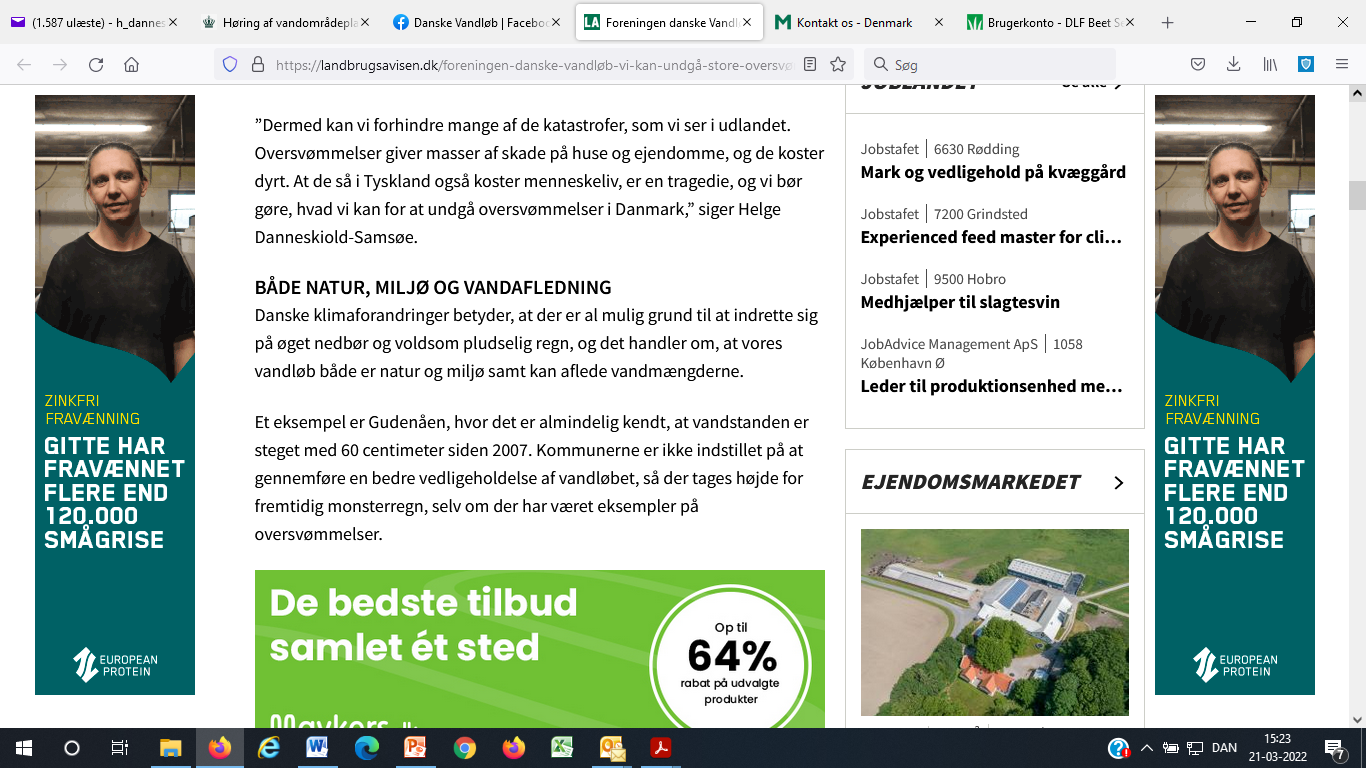 (1.587 ulæste) - h_dannes
Høring af vandområdepla
Danske Vandløb | Facebo
Foreningen danske Vandl
Kontakt os - Denmark
Brugerkonto - DLF Beet Se
https://landbrugsavisen.dk/foreningen-danske-vandløb-vi-kan-undgå-store-oversvø
Søg
”Dermed kan vi forhindre mange af de katastrofer, som vi ser i udlandet.
Oversvømmelser giver masser af skade på huse og ejendomme, og de koster
dyrt. At de så i Tyskland også koster menneskeliv, er en tragedie, og vi bør
gøre, hvad vi kan for at undgå oversvømmelser i Danmark,” siger Helge
Danneskiold-Samsøe.
BÅDE NATUR, MILJØ OG VANDAFLEDNING
Danske klimaforandringer betyder, at der er al mulig grund til at indrette sig
på øget nedbør og voldsom pludselig regn, og det handler om, at vores
vandløb både er natur og miljø samt kan aflede vandmængderne.
Et eksempel er Gudenåen, hvor det er almindelig kendt, at vandstanden er
steget med 60 centimeter siden 2007. Kommunerne er ikke indstillet på at
gennemføre en bedre vedligeholdelse af vandløbet, så der tages højde for
fremtidig monsterregn, selv om der har været eksempler på
oversvømmelser.
De bedste tilbud
samlet ét sted
Op til
64%
rabat på udvalgte
produkter
JOBLANDET
Se alle
Jobstafet | 6630 Rødding
Mark og vedligehold på kvæggård
Jobstafet | 7200 Grindsted
Experienced feed master for cli...
Jobstafet | 9500 Hobro
Medhjælper til slagtesvin
JobAdvice Management ApS | 1058
København Ø
Leder til produktionsenhed me...
EJENDOMSMARKEDET
ZINKFRI
FRAVÆNNING
GITTE HAR
FRAVÆNNET
FLERE END
120.000
SMÅGRISE
EUROPEAN
PROTEIN
ZINKFRI
FRAVÆNNING
GITTE HAR
FRAVÆNNET
FLERE END
120.000
SMÅGRISE
EUROPEAN
PROTEIN
DAN
15:23
21-03-2022
7